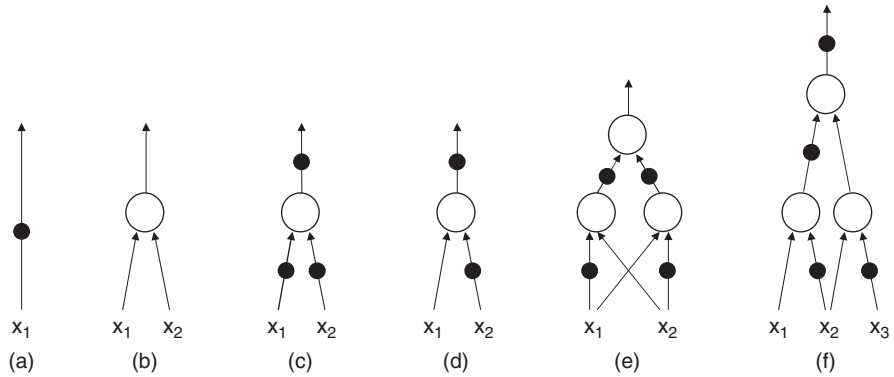 x₁ x₁ x₂ x₁ x₂ x₁ x₂ x₁ x₂ x₁ x₂ x₃
(a) (b) (c) (d) (e) (f)